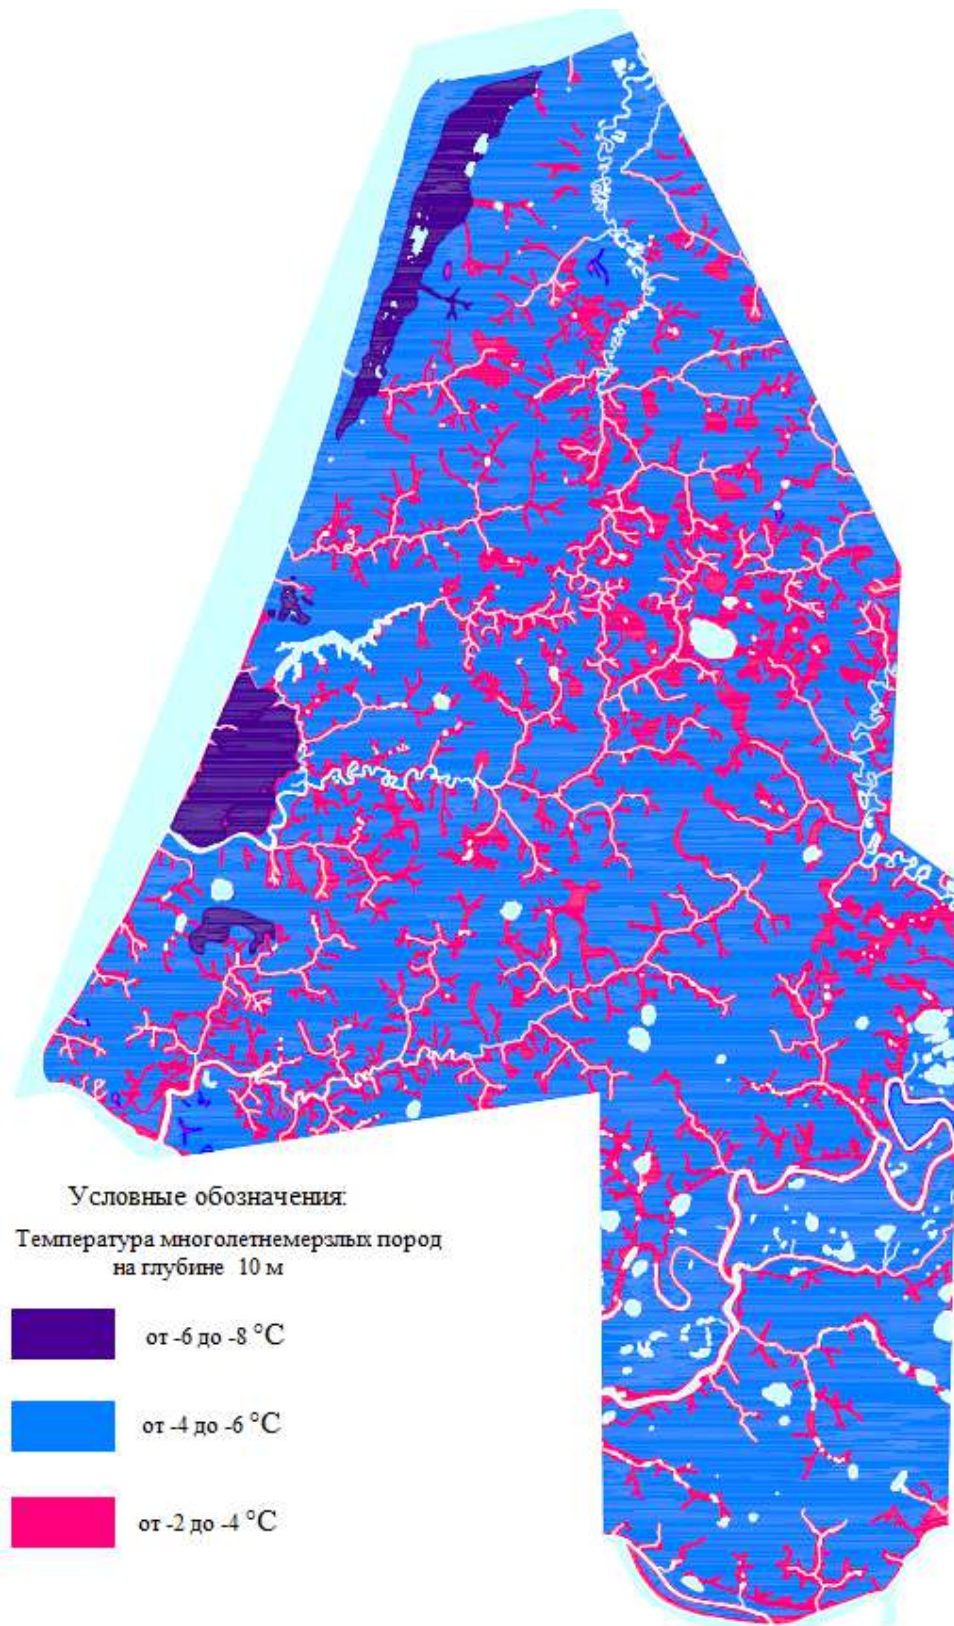 Условные обозначения:
Температура многолетнемерзлых пород
на глубине 10 м
от -6 до -8 °C
от -4 до -6 °C
от -2 до -4 °C